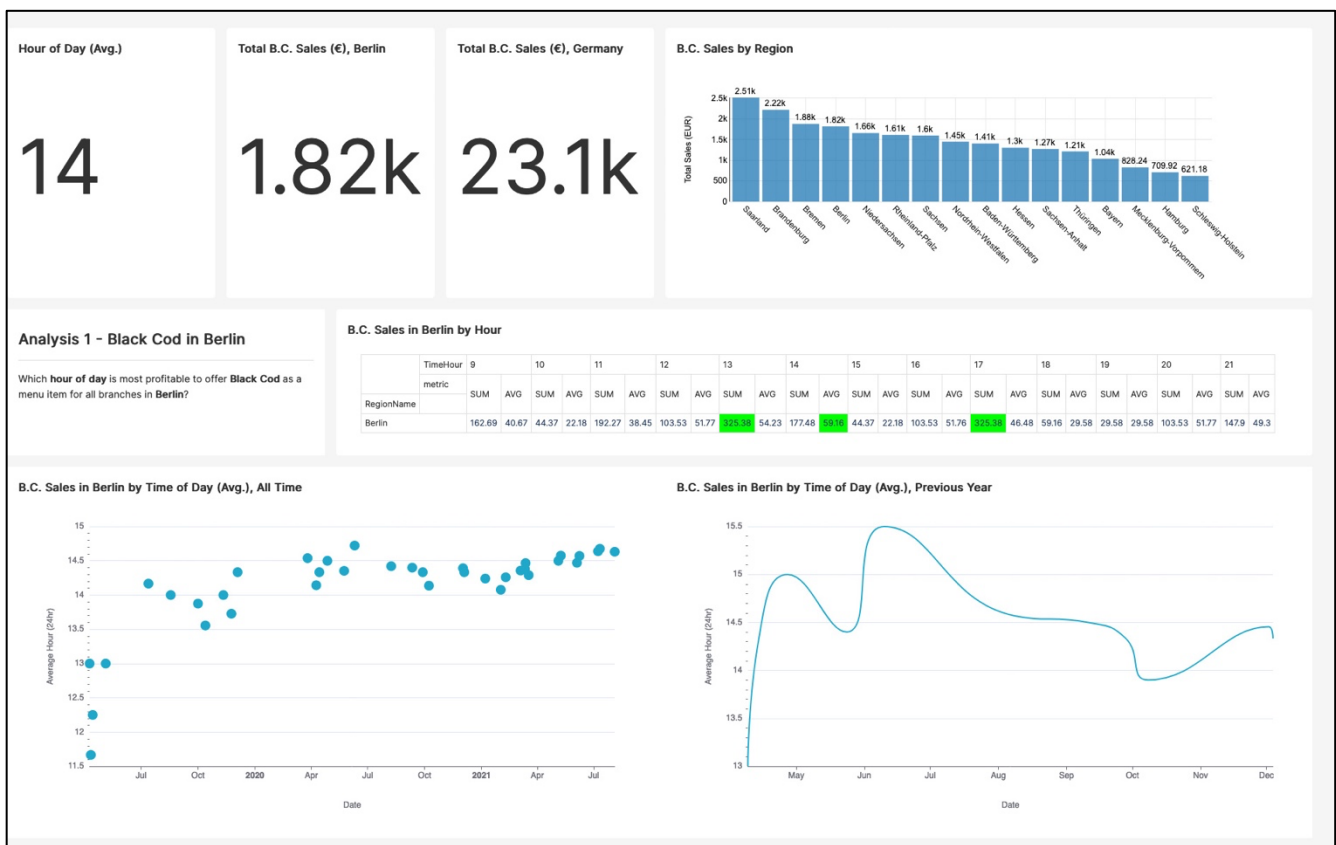 Hour of Day (Avg.)
14
Total B.C. Sales (€), Berlin
1.82k
Total B.C. Sales (€), Germany
23.1k
B.C. Sales by Region
Total Sales (EUR)
2.5k
2k
1.5k
1k
500
0
2.51k
2.22k
1.88k
1.82k
1.66k
1.61k
1.6k
1.45k
1.41k
1.3k
1.27k
1.21k
1.04k
828.24
709.92
621.18
Saarland
Brandenburg
Bremen
Berlin
Niedersachsen
Rheinland-Pfalz
Sachsen
Nordrhein-Westfalen
Baden-Württemberg
Hessen
Sachsen-Anhalt
Thüringen
Bayern
Mecklenburg-Vorpommern
Hamburg
Schleswig-Holstein
Analysis 1 - Black Cod in Berlin
Which hour of day is most profitable to offer Black Cod as a
menu item for all branches in Berlin?
B.C. Sales in Berlin by Hour
TimeHour 9 10 11 12 13 14 15 16 17 18 19 20 21
metric
SUM AVG SUM AVG SUM AVG SUM AVG SUM AVG SUM AVG SUM AVG SUM AVG SUM AVG SUM AVG SUM AVG SUM AVG SUM AVG
RegionName
Berlin 162.69 40.67 44.37 22.18 192.27 38.45 103.53 51.77 325.38 54.23 177.48 59.16 44.37 22.18 103.53 51.76 325.38 46.48 59.16 29.58 29.58 29.58 103.53 51.77 147.9 49.3
B.C. Sales in Berlin by Time of Day (Avg.), All Time
Average Hour (24hr)
15
14.5
14
13.5
13
12.5
12
11.5
Jul Oct 2020 Apr Jul Oct 2021 Apr Jul
Date
B.C. Sales in Berlin by Time of Day (Avg.), Previous Year
Average Hour (24hr)
15.5
15
14.5
14
13.5
13
May Jun Jul Aug Sep Oct Nov Dec
Date